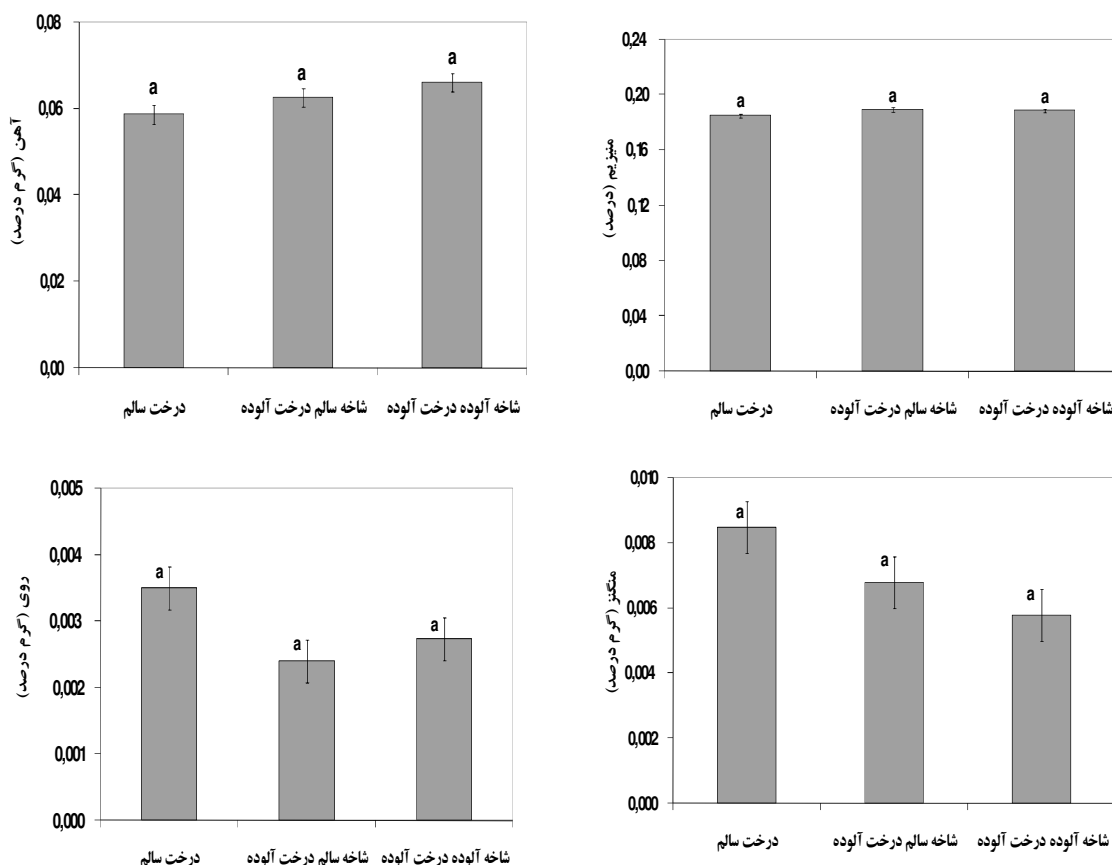 0,08
0,06
0,04
0,02
0,00
آهن (گرم درصد)
a
a
a
درخت سالم
شاخه سالم درخت آلوده
شاخه آلوده درخت آلوده
0,24
0,20
0,16
0,12
0,08
0,04
0,00
منیزیم (درصد)
a
a
a
درخت سالم
شاخه سالم درخت آلوده
شاخه آلوده درخت آلوده
0,005
0,004
0,003
0,002
0,001
0,000
روی (گرم درصد)
a
a
a
درخت سالم
شاخه سالم درخت آلوده
شاخه آلوده درخت آلوده
0,010
0,008
0,006
0,004
0,002
0,000
منگنز (گرم درصد)
a
a
a
درخت سالم
شاخه سالم درخت آلوده
شاخه آلوده درخت آلوده